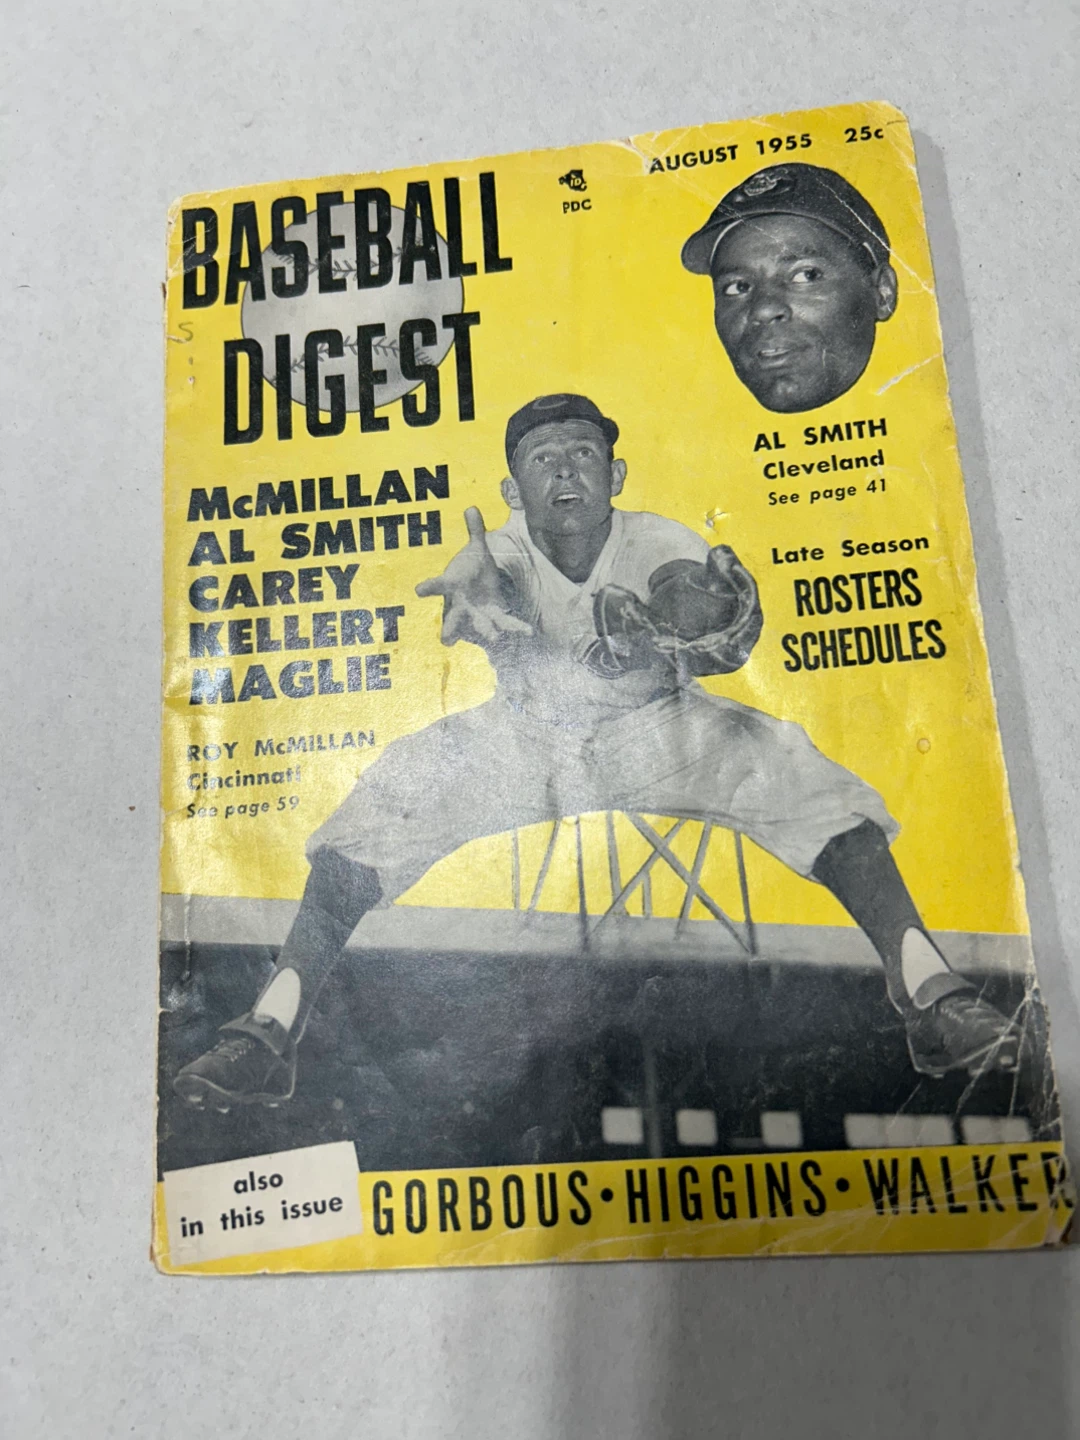 AUGUST 1955 25c
BASEBALL
DIGEST
PDC
McMILLAN
AL SMITH
CAREY
KELLERT
MAGLIE
ROY McMILLAN
Cincinnati
See page 59
AL SMITH
Cleveland
See page 41
Late Season
ROSTERS
SCHEDULES
also
in this issue
GORBOUS • HIGGINS • WALKER